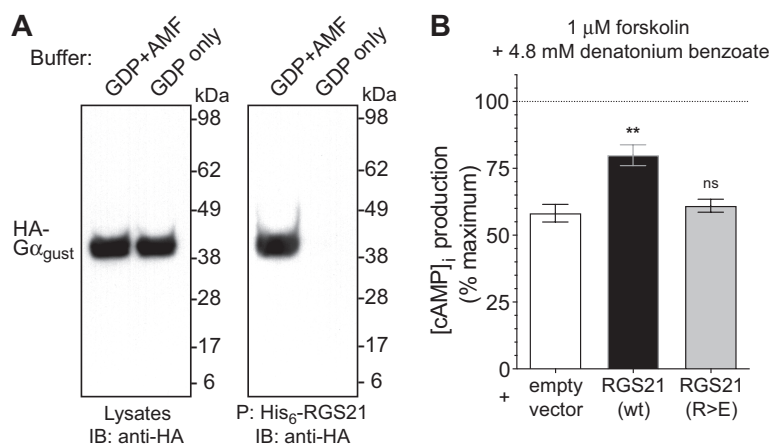 A
Buffer:
GDP+AMF
GDP only
GDP+AMF
GDP only
kDa
kDa
-98
-62
-49
-38
-28
-17
-6
-98
-62
-49
-38
-28
-17
-6
HA-
Gαgust
Lysates
IB: anti-HA
P: His6-RGS21
IB: anti-HA
B
1 μM forskolin
+ 4.8 mM denatonium benzoate
[cAMP]i production
(% maximum)
100
75
50
25
0
**
ns
+
empty
vector
RGS21
(wt)
RGS21
(R>E)